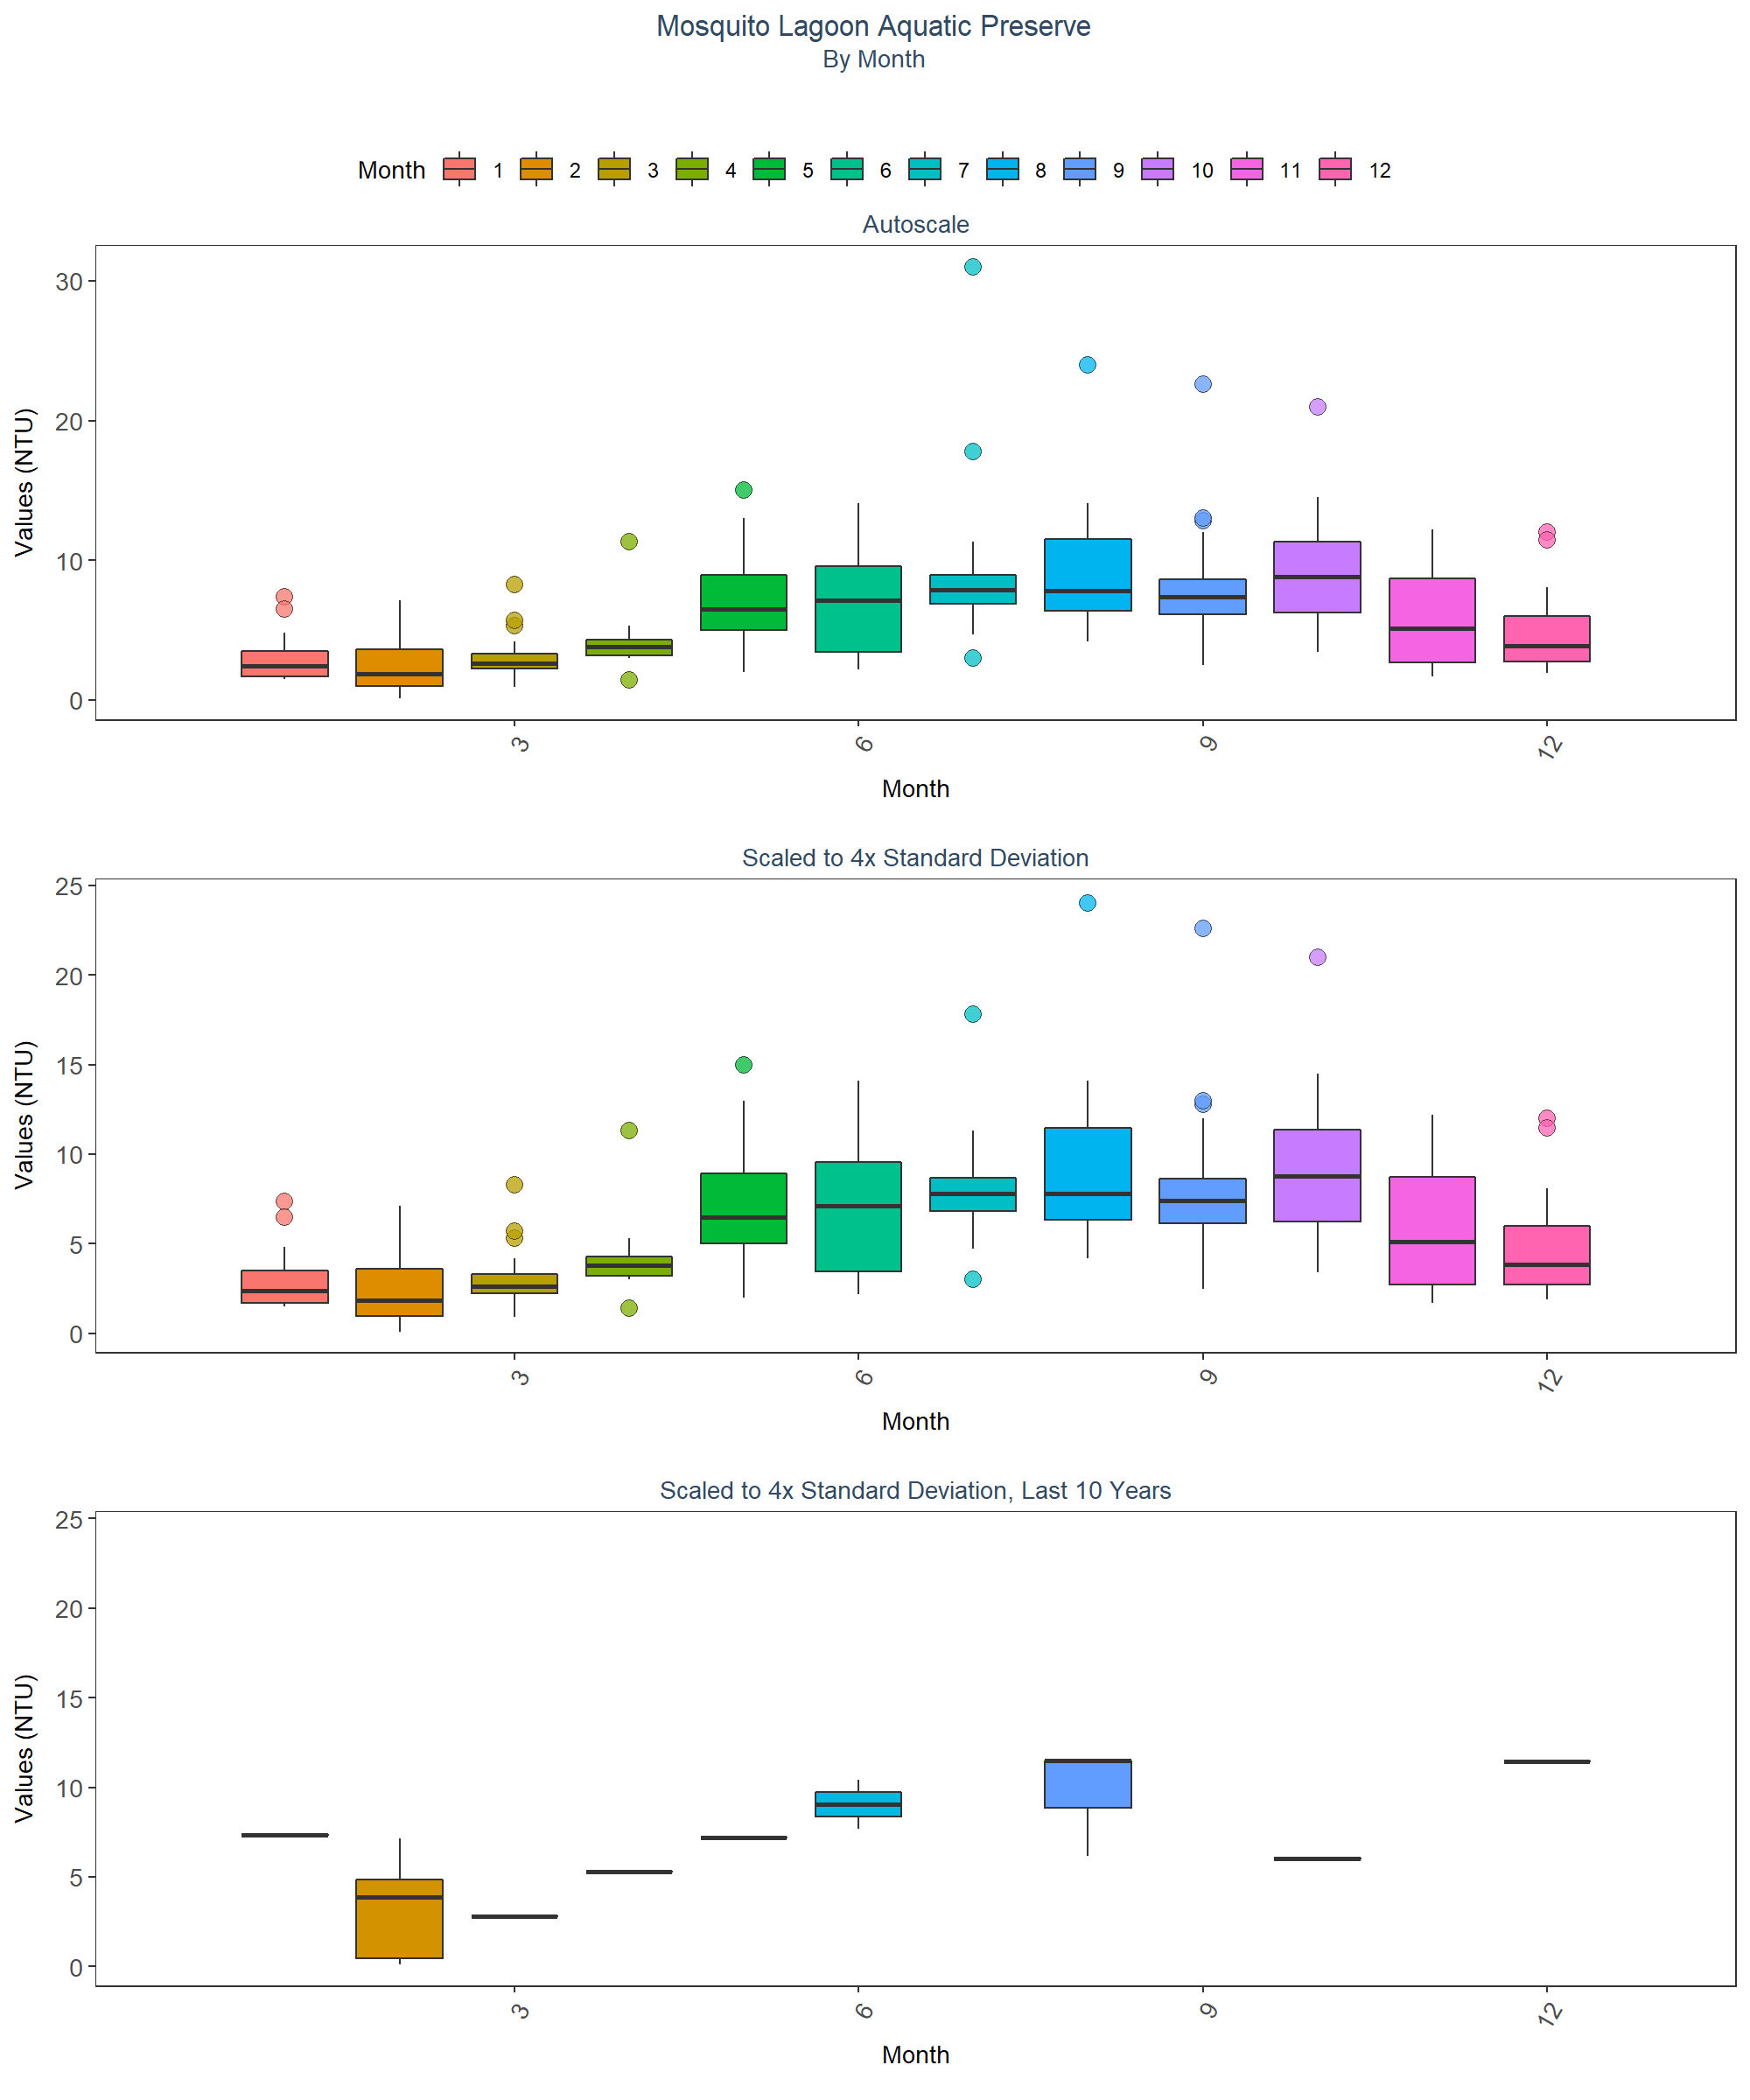 Mosquito Lagoon Aquatic Preserve
By Month
Month 1 2 3 4 5 6 7 8 9 10 11 12
Autoscale
Values (NTU)
30
20
10
0
3 6 9 12
Month
Scaled to 4x Standard Deviation
Values (NTU)
25
20
15
10
5
0
3 6 9 12
Month
Scaled to 4x Standard Deviation, Last 10 Years
Values (NTU)
25
20
15
10
5
0
3 6 9 12
Month